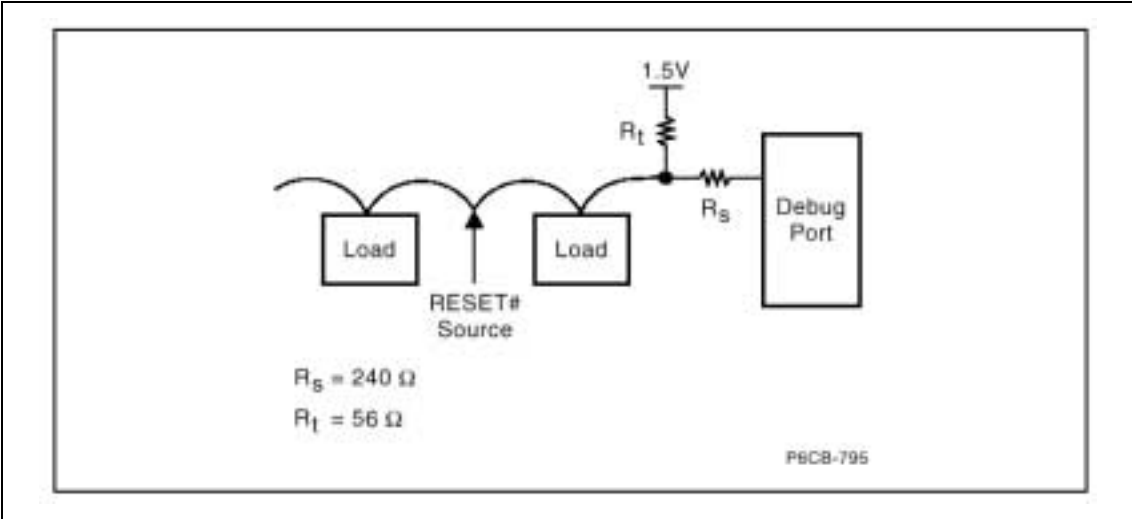 1.5V
Rt
Rs
Debug
Port
Load
Load
RESET#
Source
Rs = 240 Ω
Rt = 56 Ω
P6CB-795